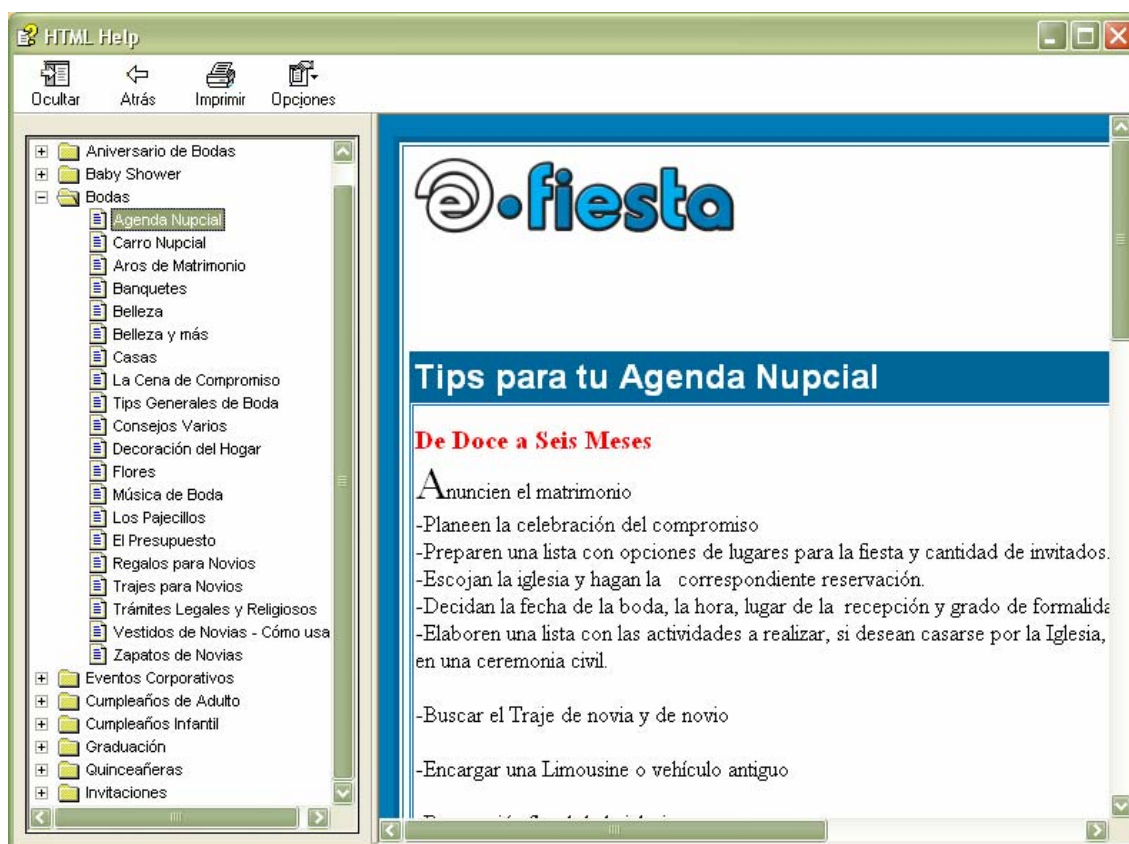 HTML Help
Ocultar Atrás Imprimir Opciones
Aniversario de Bodas
Baby Shower
Bodas
Agenda Nupcial
Carro Nupcial
Aros de Matrimonio
Banquetes
Belleza
Belleza y más
Casas
La Cena de Compromiso
Tips Generales de Boda
Consejos Varios
Decoración del Hogar
Flores
Música de Boda
Los Pajecillos
El Presupuesto
Regalos para Novios
Trajes para Novios
Trámites Legales y Religiosos
Vestidos de Novias - Cómo usa
Zapatos de Novias
Eventos Corporativos
Cumpleaños de Adulto
Cumpleaños Infantil
Graduación
Quinceañeras
Invitaciones
e•fiesta
Tips para tu Agenda Nupcial
De Doce a Seis Meses
Anuncien el matrimonio
-Planeen la celebración del compromiso
-Preparen una lista con opciones de lugares para la fiesta y cantidad de invitados.
-Escojan la iglesia y hagan la correspondiente reservación.
-Decidan la fecha de la boda, la hora, lugar de la recepción y grado de formalida
-Elaboren una lista con las actividades a realizar, si desean casarse por la Iglesia,
en una ceremonia civil.
-Buscar el Traje de novia y de novio
-Encargar una Limousine o vehículo antiguo